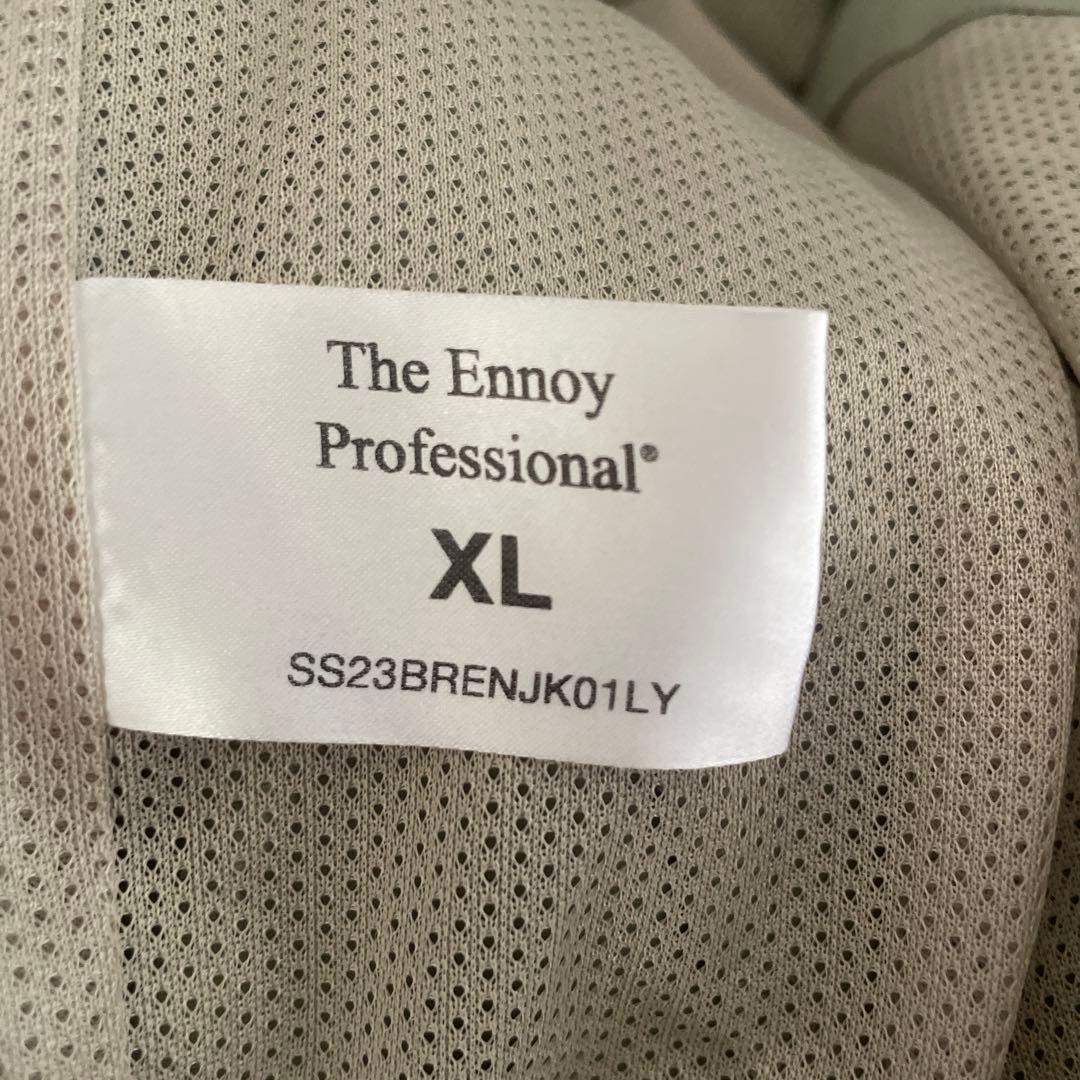 The Ennoy
Professional®
XL
SS23BRENJK01LY